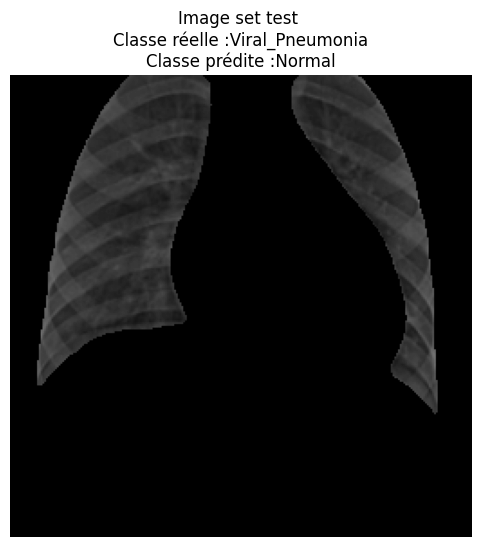 Image set test
Classe réelle :Viral_Pneumonia
Classe prédite :Normal